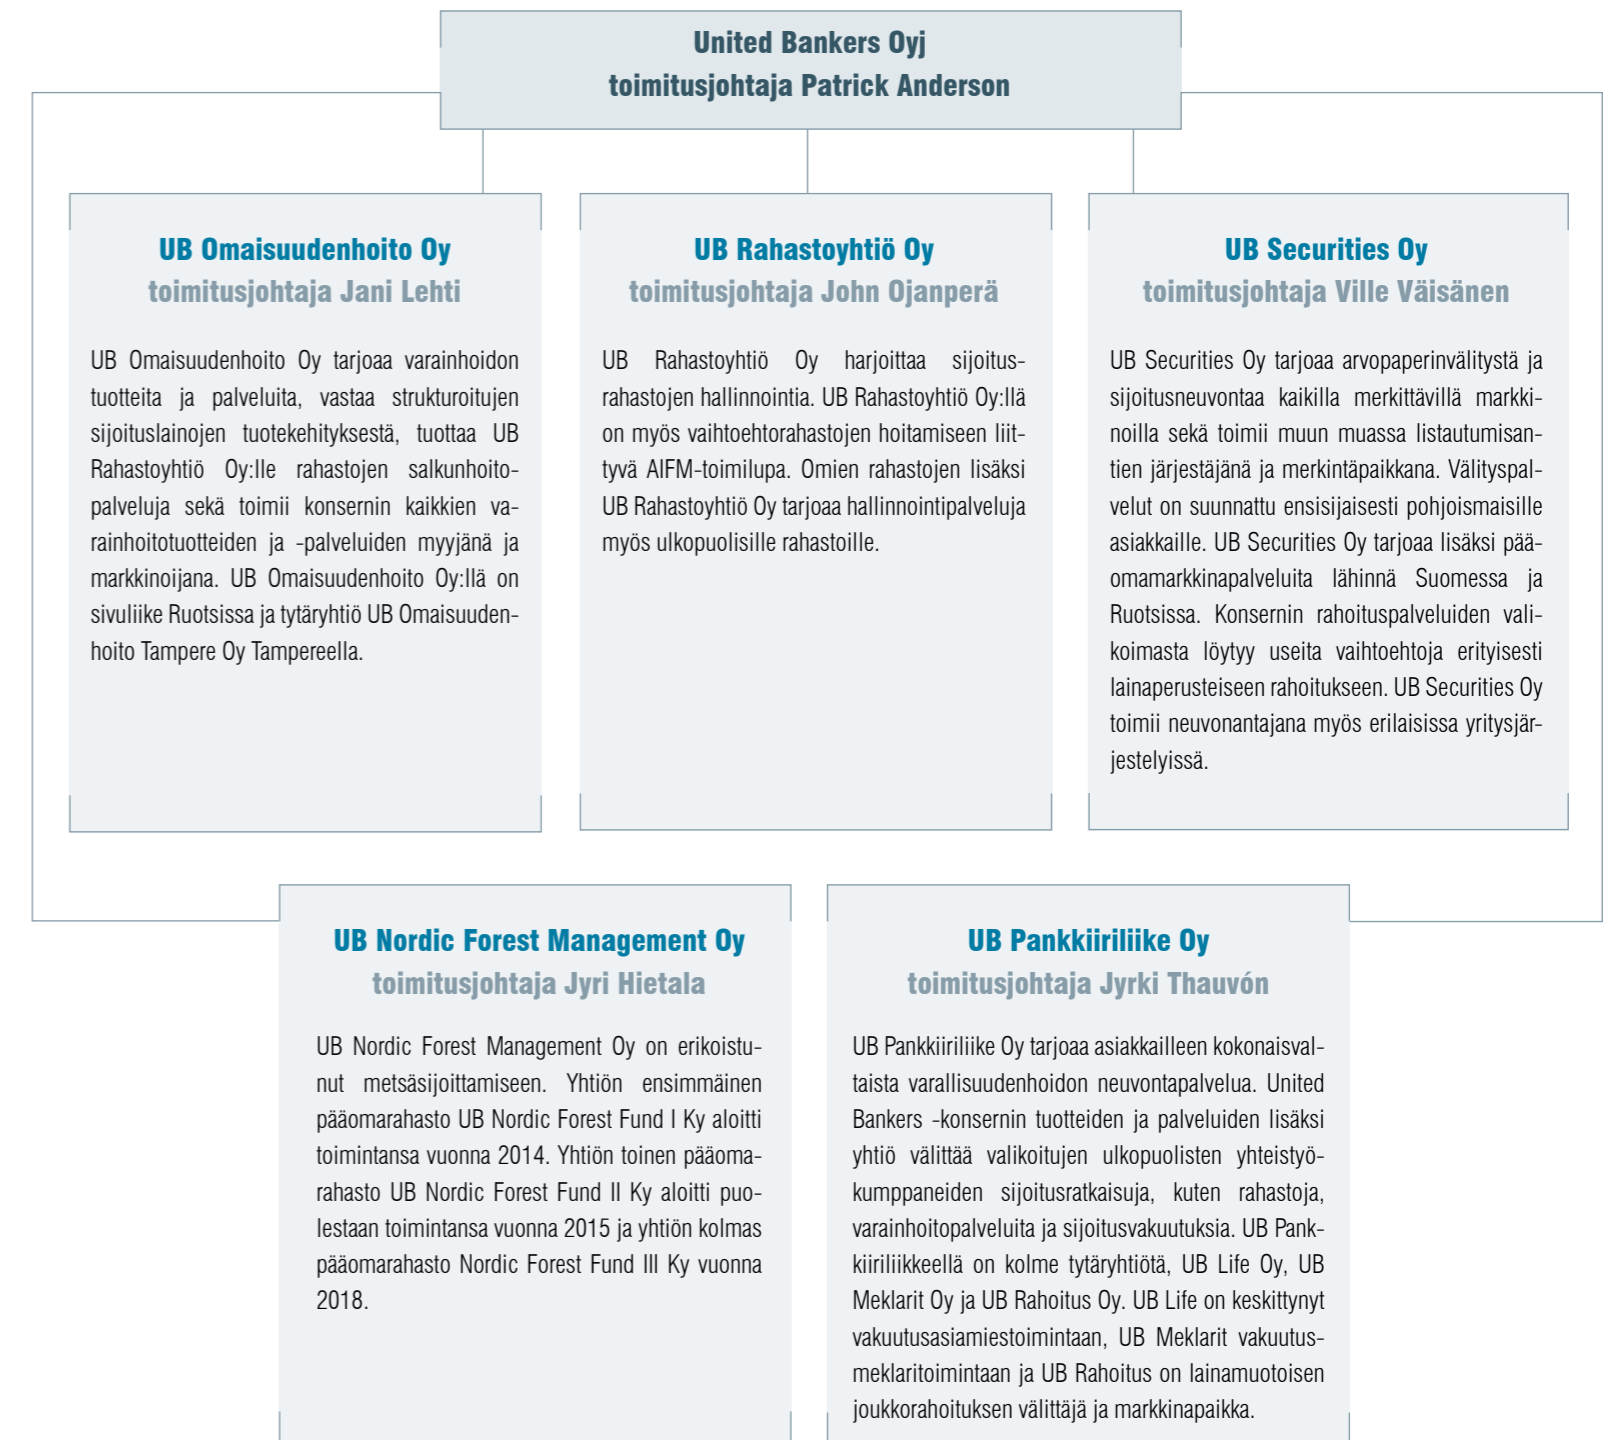 United Bankers Oyj
toimitusjohtaja Patrick Anderson
UB Omaisuudenhoito Oy
toimitusjohtaja Jani Lehti
UB Omaisuudenhoito Oy tarjoaa varainhoidon
tuotteita ja palveluita, vastaa strukturoitujen
sijoituslainojen tuotekehityksestä, tuottaa UB
Rahastoyhtiö Oy:lle rahastojen salkunhoito-
palveluja sekä toimii konsernin kaikkien va-
rainhoitotuotteiden ja -palveluiden myyjänä ja
markkinoijana. UB Omaisuudenhoito Oy:llä on
sivuliike Ruotsissa ja tytäryhtiö UB Omaisuuden-
hoito Tampere Oy Tampereella.
UB Rahastoyhtiö Oy
toimitusjohtaja John Ojanperä
UB Rahastoyhtiö Oy harjoittaa sijoitus-
rahastojen hallinnointia. UB Rahastoyhtiö Oy:llä
on myös vaihtoehtorahastojen hoitamiseen liit-
tyvä AIFM-toimilupa. Omien rahastojen lisäksi
UB Rahastoyhtiö Oy tarjoaa hallinnointipalveluja
myös ulkopuolisille rahastoille.
UB Securities Oy
toimitusjohtaja Ville Väisänen
UB Securities Oy tarjoaa arvopaperinvälitystä ja
sijoitusneuvontaa kaikilla merkittävillä markki-
noilla sekä toimii muun muassa listautumisan-
tien järjestäjänä ja merkintäpaikkana. Välityspal-
velut on suunnattu ensisijaisesti pohjoismaisille
asiakkaille. UB Securities Oy tarjoaa lisäksi pää-
omamarkkinapalveluita lähinnä Suomessa ja
Ruotsissa. Konsernin rahoituspalveluiden vali-
koimasta löytyy useita vaihtoehtoja erityisesti
lainaperusteiseen rahoitukseen. UB Securities Oy
toimii neuvonantajana myös erilaisissa yritysjär-
jestelyissä.
UB Nordic Forest Management Oy
toimitusjohtaja Jyri Hietala
UB Nordic Forest Management Oy on erikoistu-
nut metsäsijoittamiseen. Yhtiön ensimmäinen
pääomarahasto UB Nordic Forest Fund I Ky aloitti
toimintansa vuonna 2014. Yhtiön toinen pääoma-
rahasto UB Nordic Forest Fund II Ky aloitti puo-
lestaan toimintansa vuonna 2015 ja yhtiön kolmas
pääomarahasto Nordic Forest Fund III Ky vuonna
2018.
UB Pankkiiriliike Oy
toimitusjohtaja Jyrki Thauvón
UB Pankkiiriliike Oy tarjoaa asiakkailleen kokonaisval-
taista varallisuudenhoidon neuvontapalvelua. United
Bankers -konsernin tuotteiden ja palveluiden lisäksi
yhtiö välittää valikoitujen ulkopuolisten yhteistyö-
kumppaneiden sijoitusratkaisuja, kuten rahastoja,
varainhoitopalveluita ja sijoitusvakuutuksia. UB Pank-
kiiriliikkeellä on kolme tytäryhtiötä, UB Life Oy, UB
Meklarit Oy ja UB Rahoitus Oy. UB Life on keskittynyt
vakuutusasiamiestoimintaan, UB Meklarit vakuutus-
meklaritoimintaan ja UB Rahoitus on lainamuotoisen
joukkorahoituksen välittäjä ja markkinapaikka.